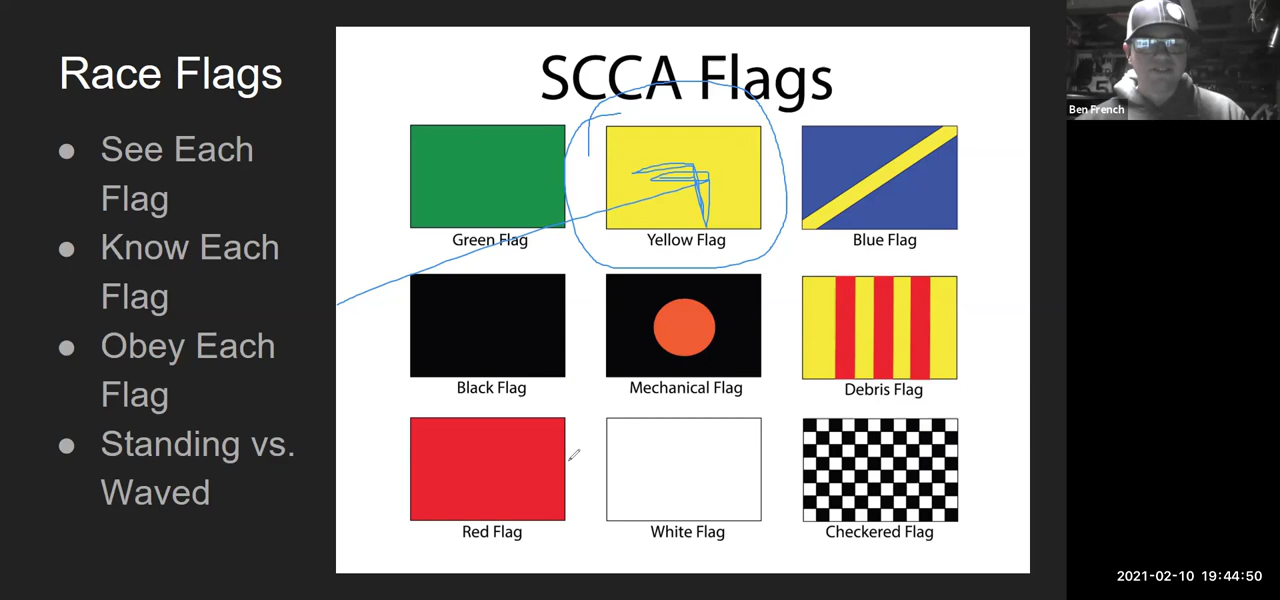 Race Flags
● See Each
Flag
● Know Each
Flag
● Obey Each
Flag
● Standing vs.
Waved
SCCA Flags
Green Flag
Yellow Flag
Blue Flag
Black Flag
Mechanical Flag
Debris Flag
Red Flag
White Flag
Checkered Flag
Ben French
2021-02-10 19:44:50